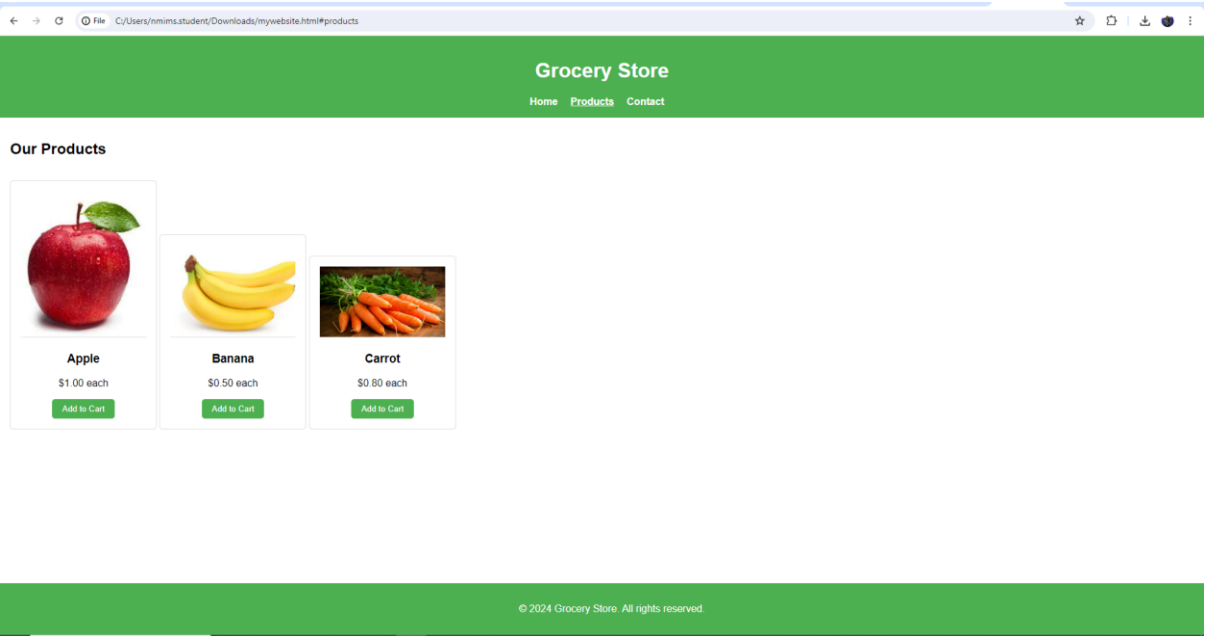 File C:/Users/nmims.student/Downloads/mywebsite.html#products
Grocery Store
Home Products Contact
Our Products
Apple
$1.00 each
Add to Cart
Banana
$0.50 each
Add to Cart
Carrot
$0.80 each
Add to Cart
© 2024 Grocery Store. All rights reserved.